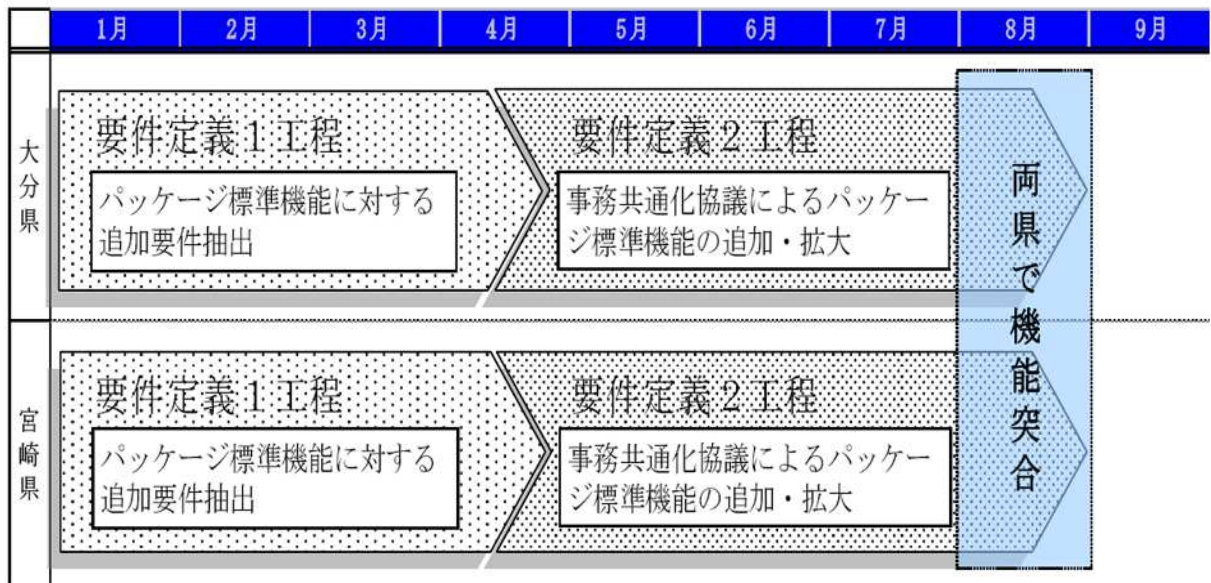 1月 2月 3月 4月 5月 6月 7月 8月 9月
大分県
要件定義1工程
パッケージ標準機能に対する
追加要件抽出
要件定義2工程
事務共通化協議によるパッケー
ジ標準機能の追加・拡大
両県で機能突合
宮崎県
要件定義1工程
パッケージ標準機能に対する
追加要件抽出
要件定義2工程
事務共通化協議によるパッケー
ジ標準機能の追加・拡大